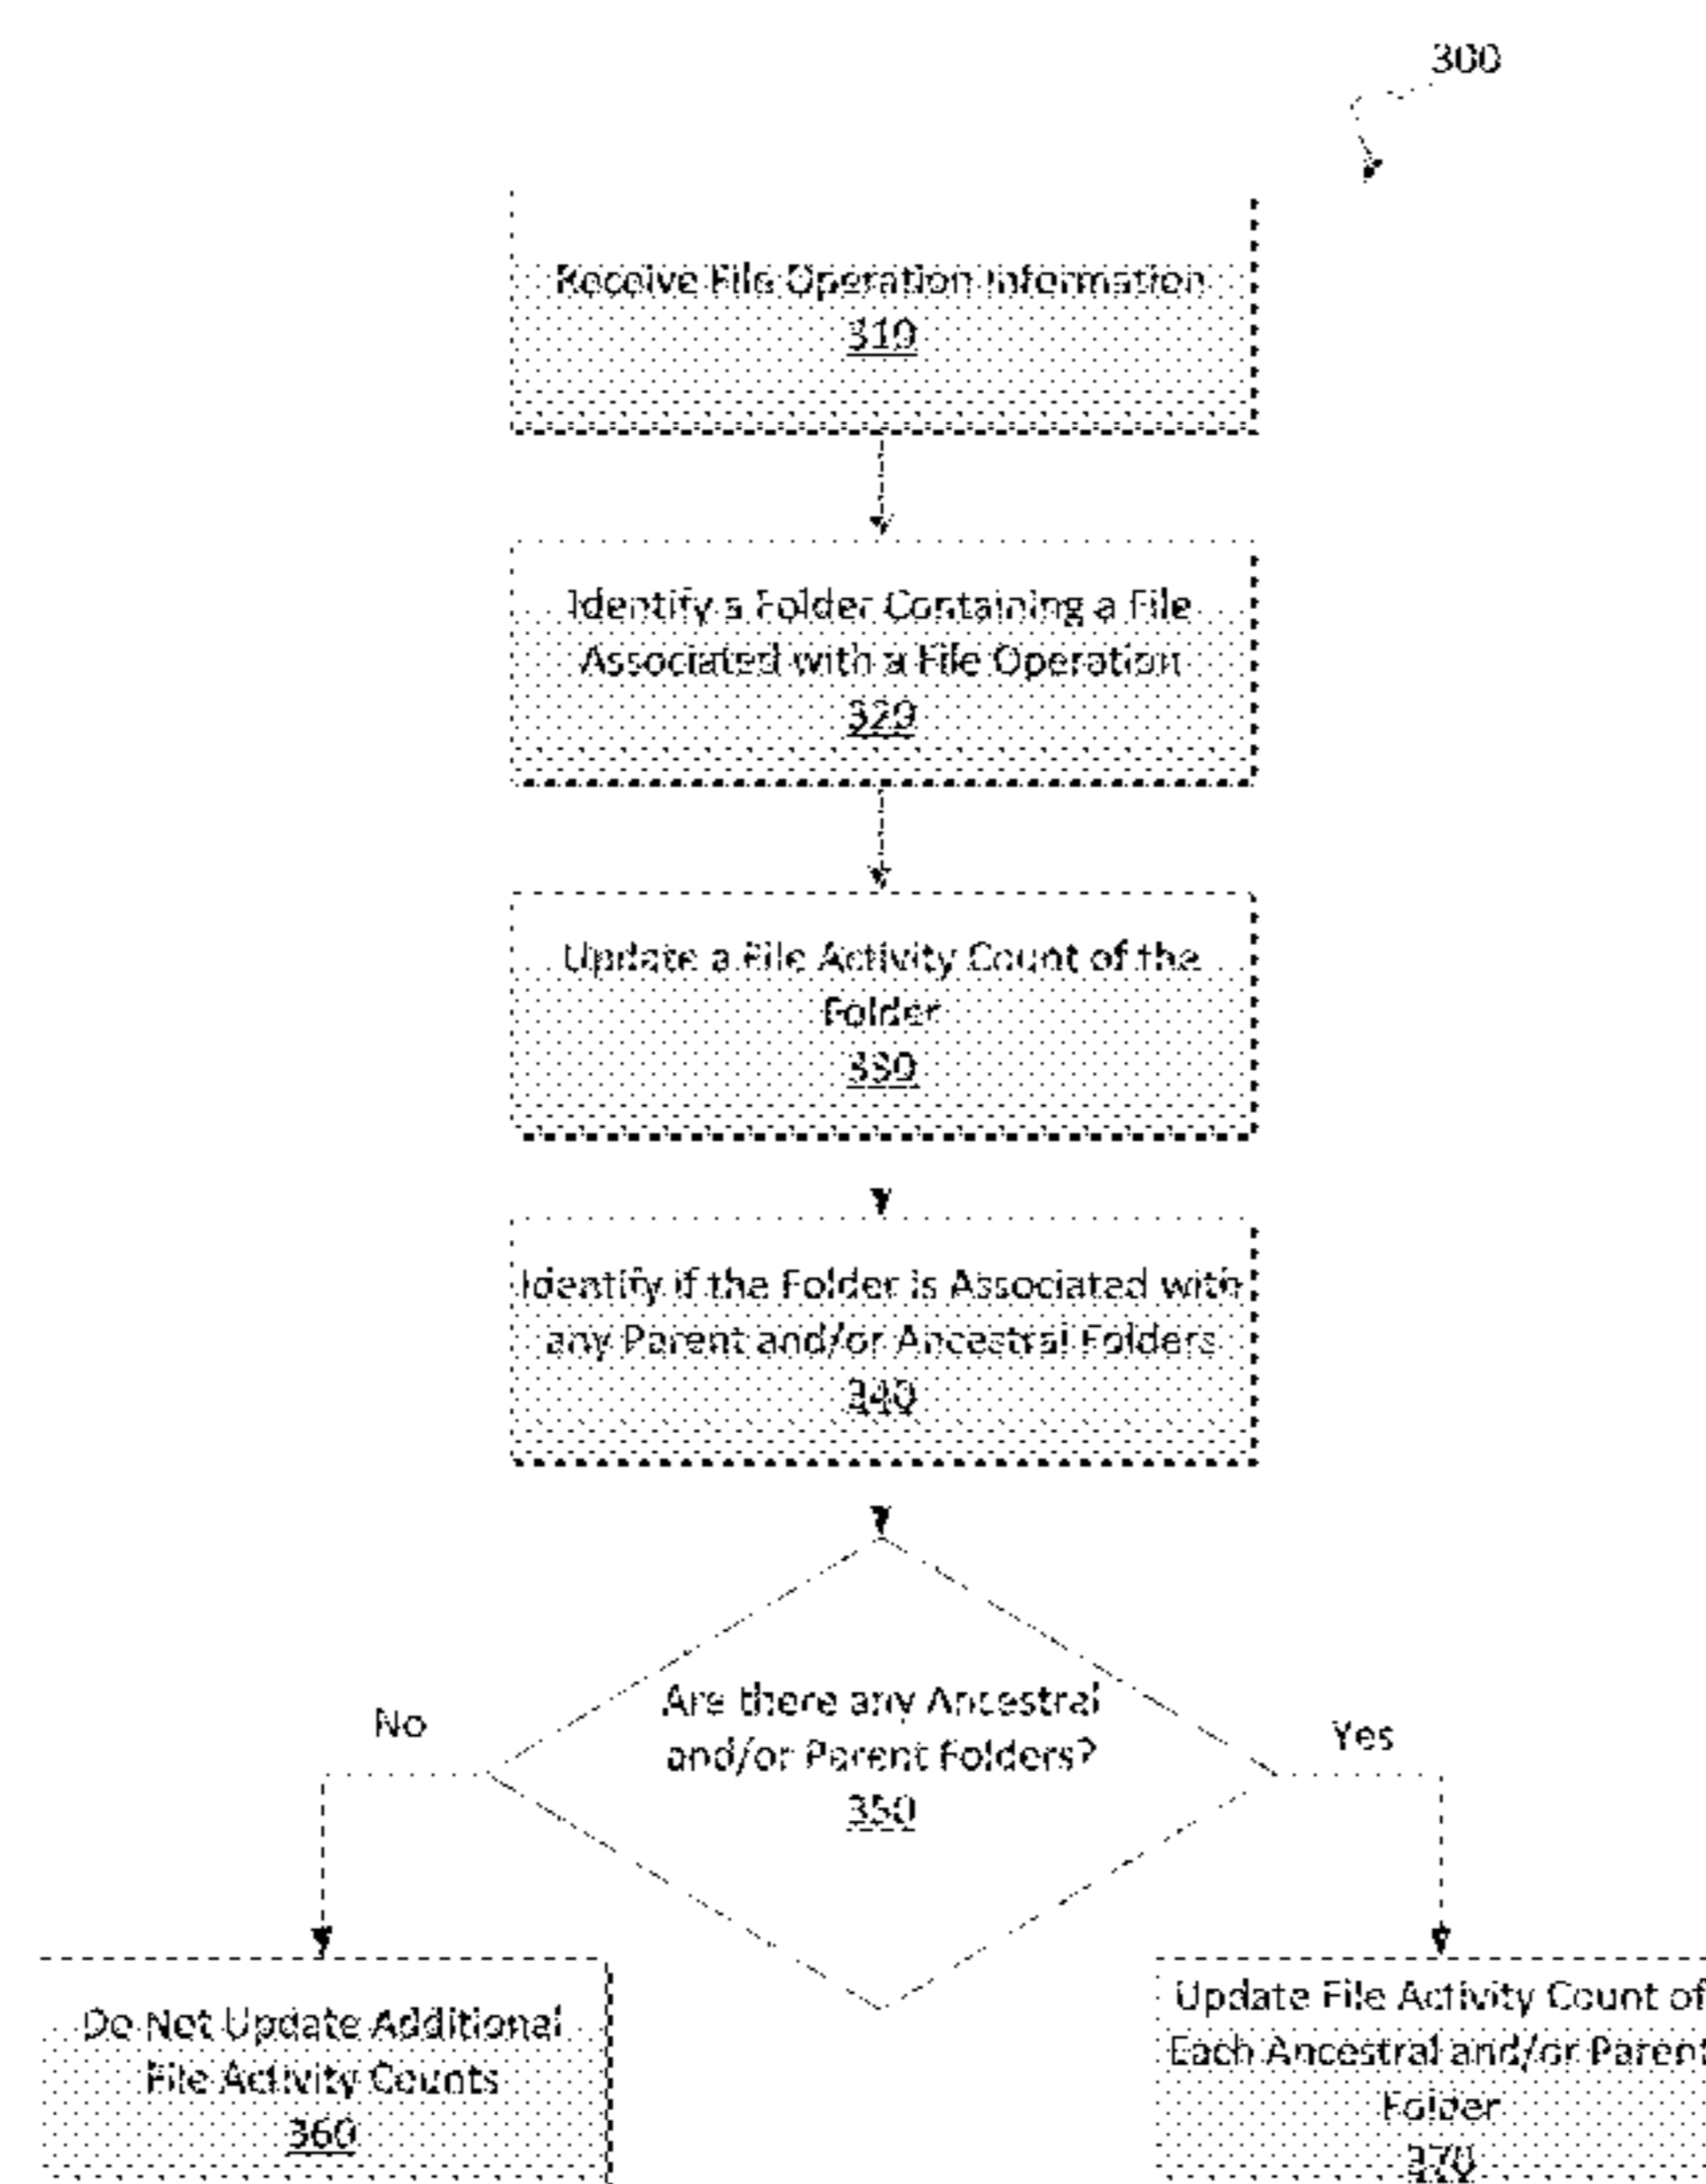 300
Receive File Operation Information
310
Identify a Folder Containing a File
Associated with a File Operation
320
Update a File Activity Count of the
Folder
330
Identify if the Folder is Associated with
any Parent and/or Ancestral Folders
340
Are there any Ancestral
and/or Parent Folders?
350
No
Yes
Do Not Update Additional
File Activity Counts
360
Update File Activity Count of
Each Ancestral and/or Parent
Folder
370